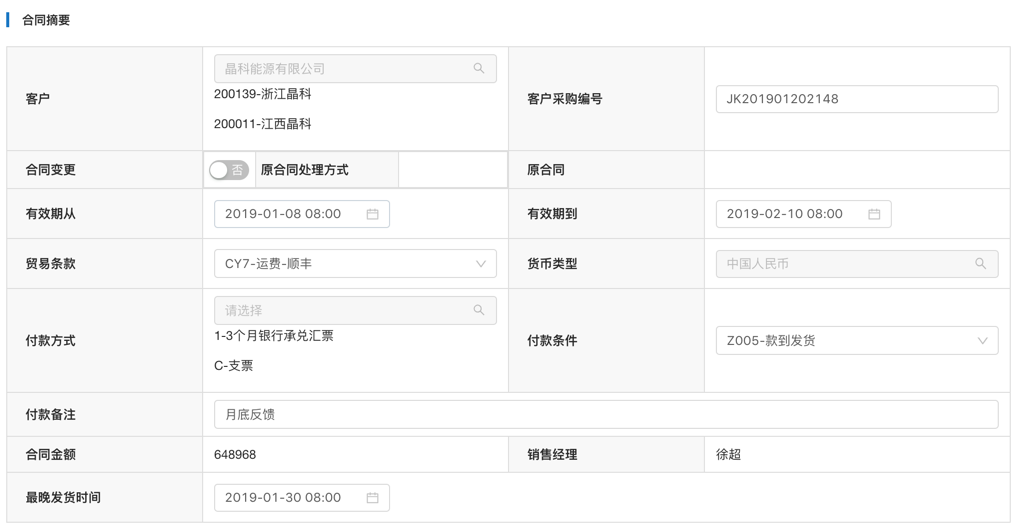 合同摘要
客户
晶科能源有限公司
200139-浙江晶科
200011-江西晶科
客户采购编号
JK201901202148
合同变更
否
原合同处理方式
原合同
有效期从
2019-01-08 08:00
有效期到
2019-02-10 08:00
贸易条款
CY7-运费-顺丰
货币类型
中国人民币
付款方式
请选择
1-3个月银行承兑汇票
C-支票
付款条件
Z005-款到发货
付款备注
月底反馈
合同金额
648968
销售经理
徐超
最晚发货时间
2019-01-30 08:00